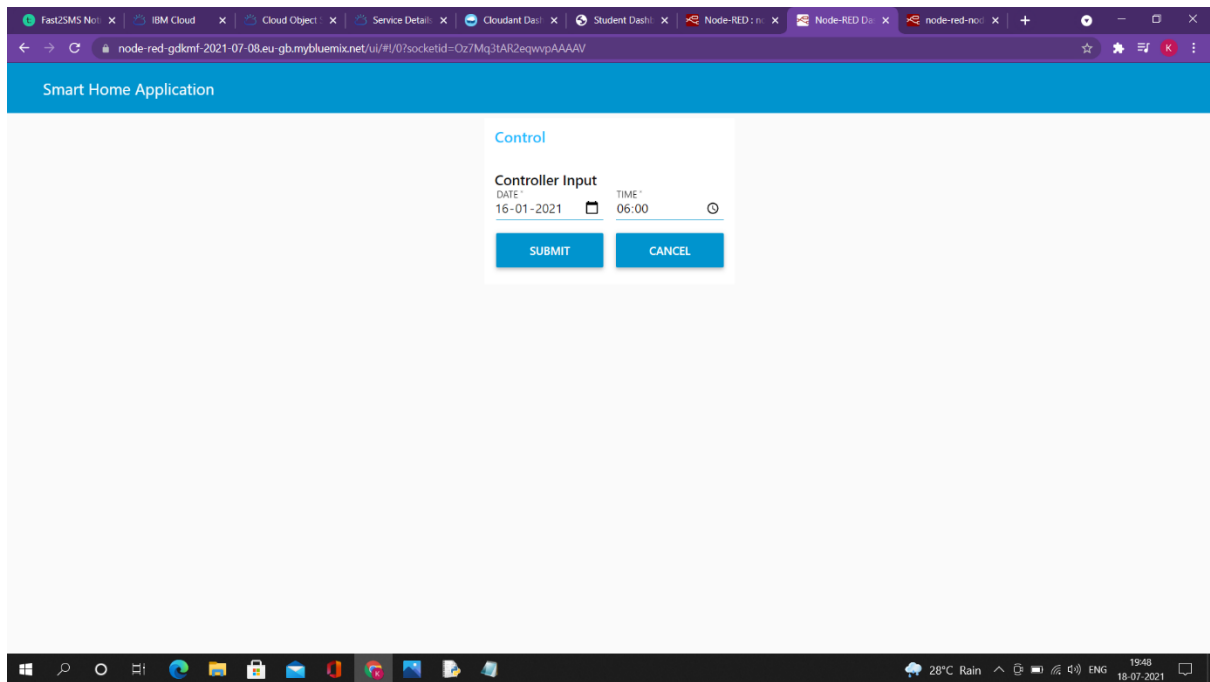 Fast2SMS Not
IBM Cloud
Cloud Object
Service Details
Cloudant Dash
Student Dashb
Node-RED : n
Node-RED Da
node-red-nod
node-red-gdkmf-2021-07-08.eu-gb.mybluemix.net/ui/#!/0?socketid=Oz7Mq3tAR2eqwvpAAAAV
K
Smart Home Application
Control
Controller Input
DATE * TIME *
16-01-2021 06:00
SUBMIT CANCEL
28°C Rain ENG 19:48
18-07-2021